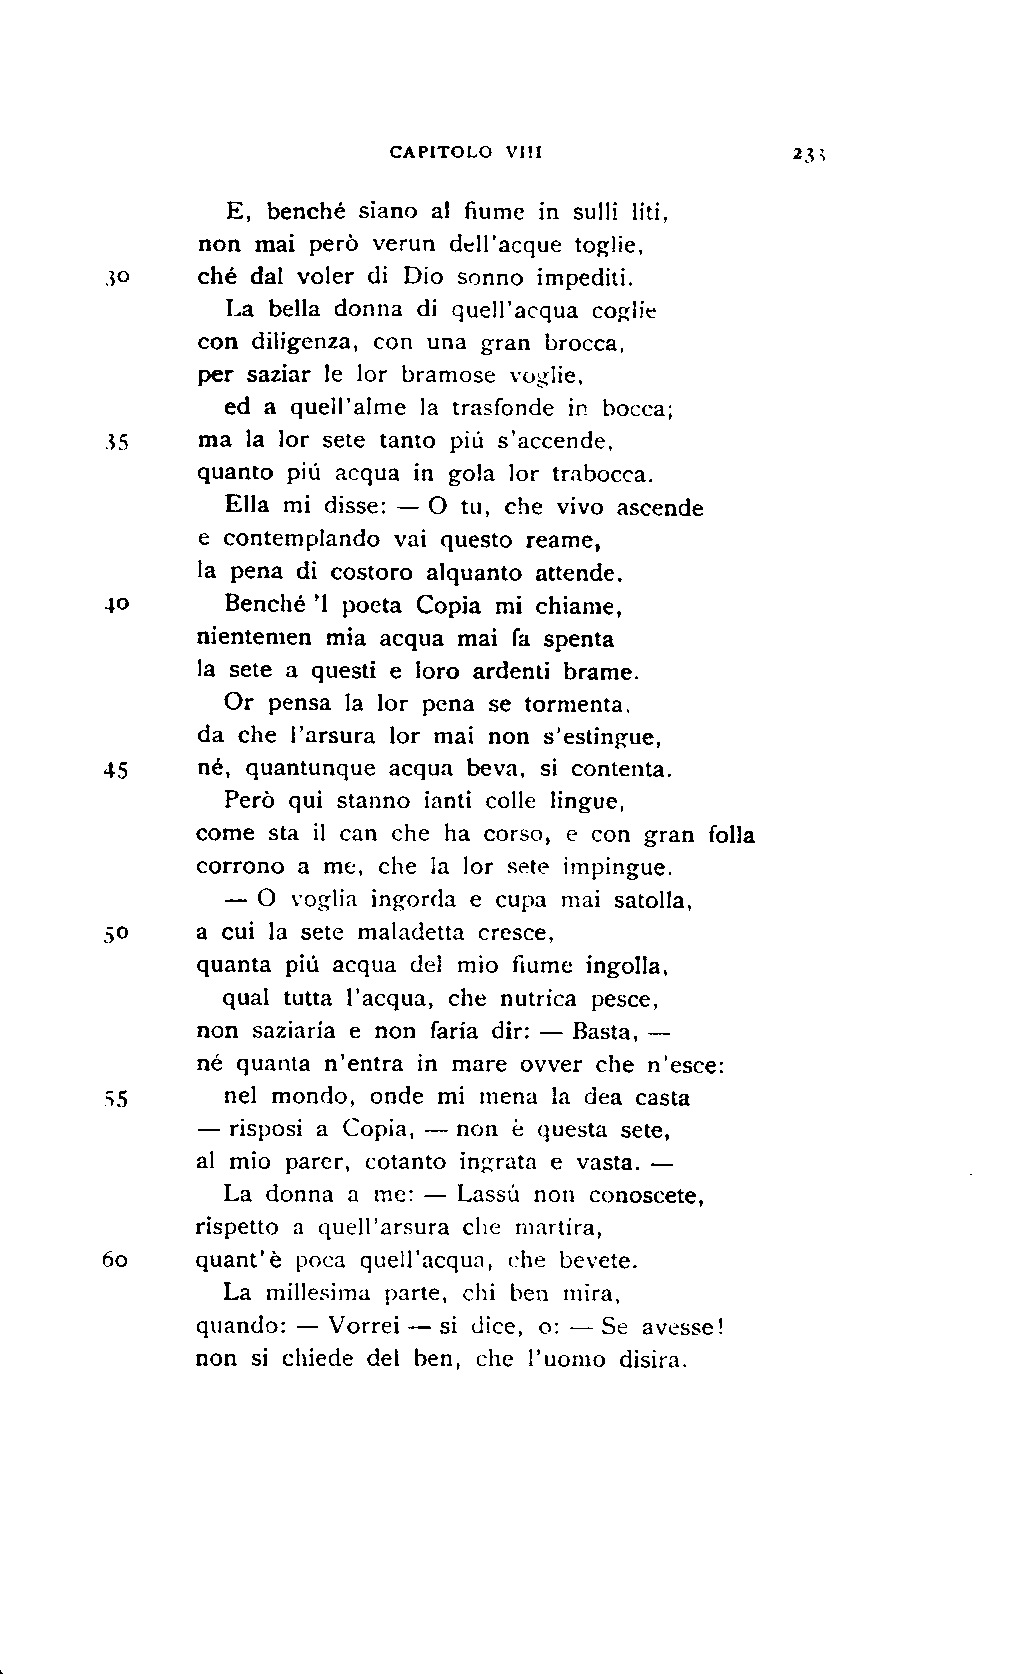 CAPITOLO VIII 233
E, benché siano al fiume in sulli liti,
non mai però verun dell'acque toglie,
30 ché dal voler di Dio sonno impediti.
La bella donna di quell'acqua coglie
con diligenza, con una gran brocca,
per saziar le lor bramose voglie,
ed a quell'alme la trasfonde in bocca;
35 ma la lor sete tanto piú s'accende,
quanto piú acqua in gola lor trabocca.
Ella mi disse: — O tu, che vivo ascende
e contemplando vai questo reame,
la pena di costoro alquanto attende.
40 Benché 'l poeta Copia mi chiame,
nientemen mia acqua mai fa spenta
la sete a questi e loro ardenti brame.
Or pensa la lor pena se tormenta,
da che l'arsura lor mai non s'estingue,
45 né, quantunque acqua beva, si contenta.
Però qui stanno ianti colle lingue,
come sta il can che ha corso, e con gran folla
corrono a me, che la lor sete impingue.
— O voglia ingorda e cupa mai satolla,
50 a cui la sete maladetta cresce,
quanta piú acqua del mio fiume ingolla,
qual tutta l'acqua, che nutrica pesce,
non saziaría e non faría dir: — Basta, —
né quanta n'entra in mare ovver che n'esce:
55 nel mondo, onde mi mena la dea casta
— risposi a Copia, — non è questa sete,
al mio parer, cotanto ingrata e vasta. —
La donna a me: — Lassú non conoscete,
rispetto a quell'arsura che martira,
60 quant'è poca quell'acqua, che bevete.
La millesima parte, chi ben mira,
quando: — Vorrei — si dice, o: — Se avesse!
non si chiede del ben, che l'uomo disira.